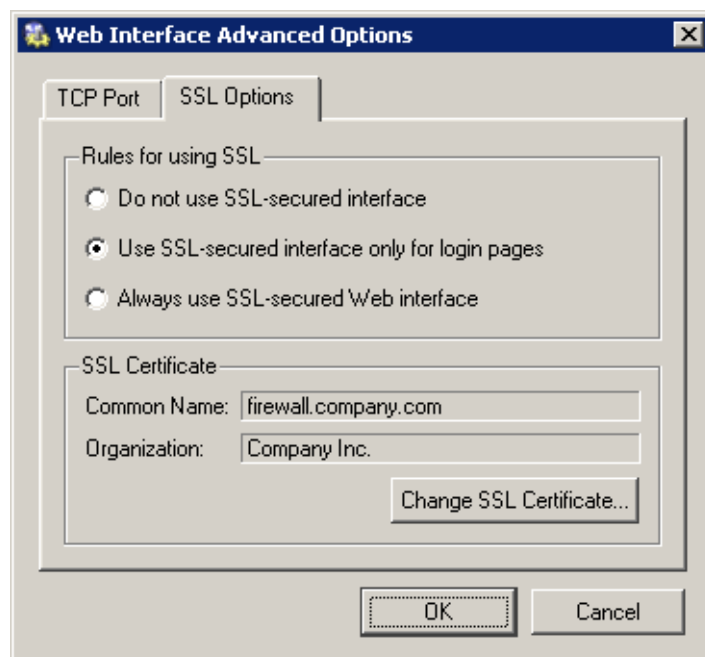 Web Interface Advanced Options
TCP Port
SSL Options
Rules for using SSL
Do not use SSL-secured interface
Use SSL-secured interface only for login pages
Always use SSL-secured Web interface
SSL Certificate
Common Name: firewall.company.com
Organization: Company Inc.
Change SSL Certificate...
OK
Cancel